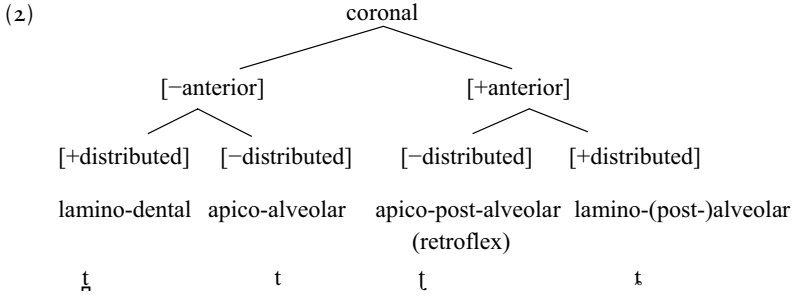 (2) coronal
[−anterior] [+anterior]
[+distributed] [−distributed] [−distributed] [+distributed]
lamino-dental apico-alveolar apico-post-alveolar lamino-(post-)alveolar
(retroflex)
t̻ t ʈ ȶ